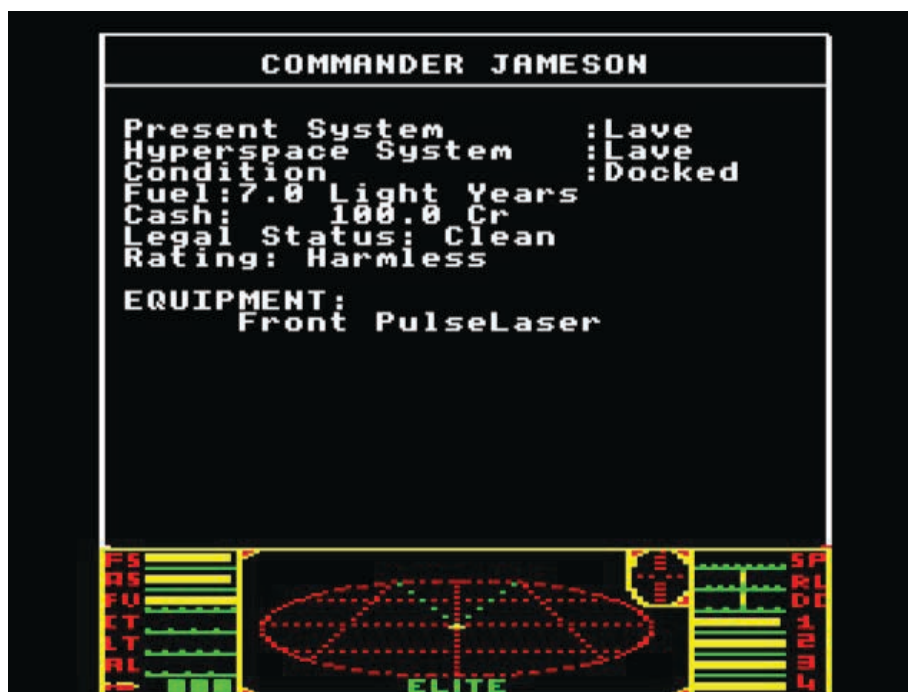 COMMANDER JAMESON
Present System :Lave
Hyperspace System :Lave
Condition :Docked
Fuel:7.0 Light Years
Cash: 100.0 Cr
Legal Status: Clean
Rating: Harmless
EQUIPMENT:
Front PulseLaser
FS
AS
FV
CT
LT
AL
SP
RL
DC
1
2
3
4
ELITE